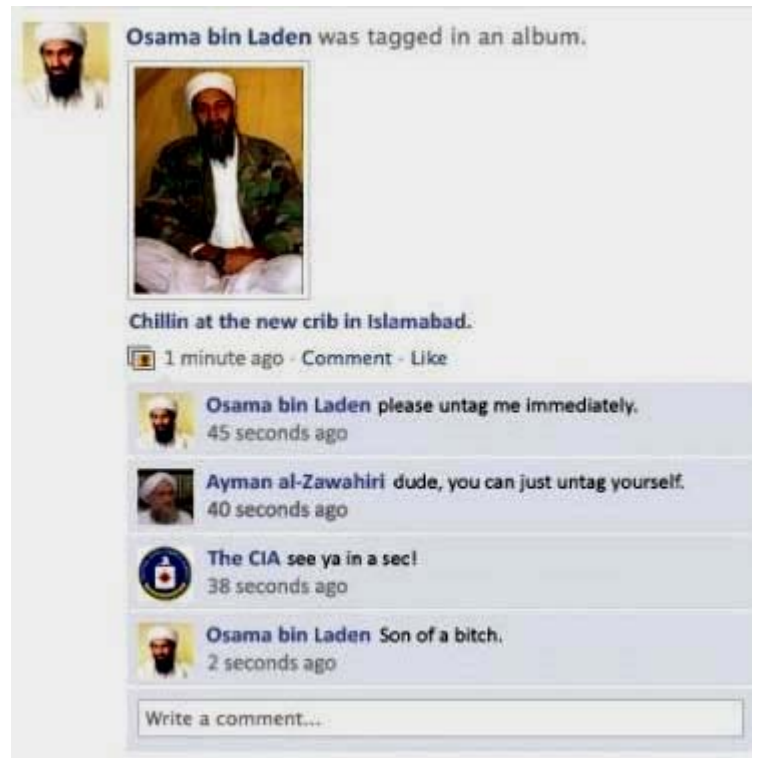 Osama bin Laden was tagged in an album.
Chillin at the new crib in Islamabad.
1 minute ago · Comment · Like
Osama bin Laden please untag me immediately.
45 seconds ago
Ayman al-Zawahiri dude, you can just untag yourself.
40 seconds ago
The CIA see ya in a sec!
38 seconds ago
Osama bin Laden Son of a bitch.
2 seconds ago
Write a comment...